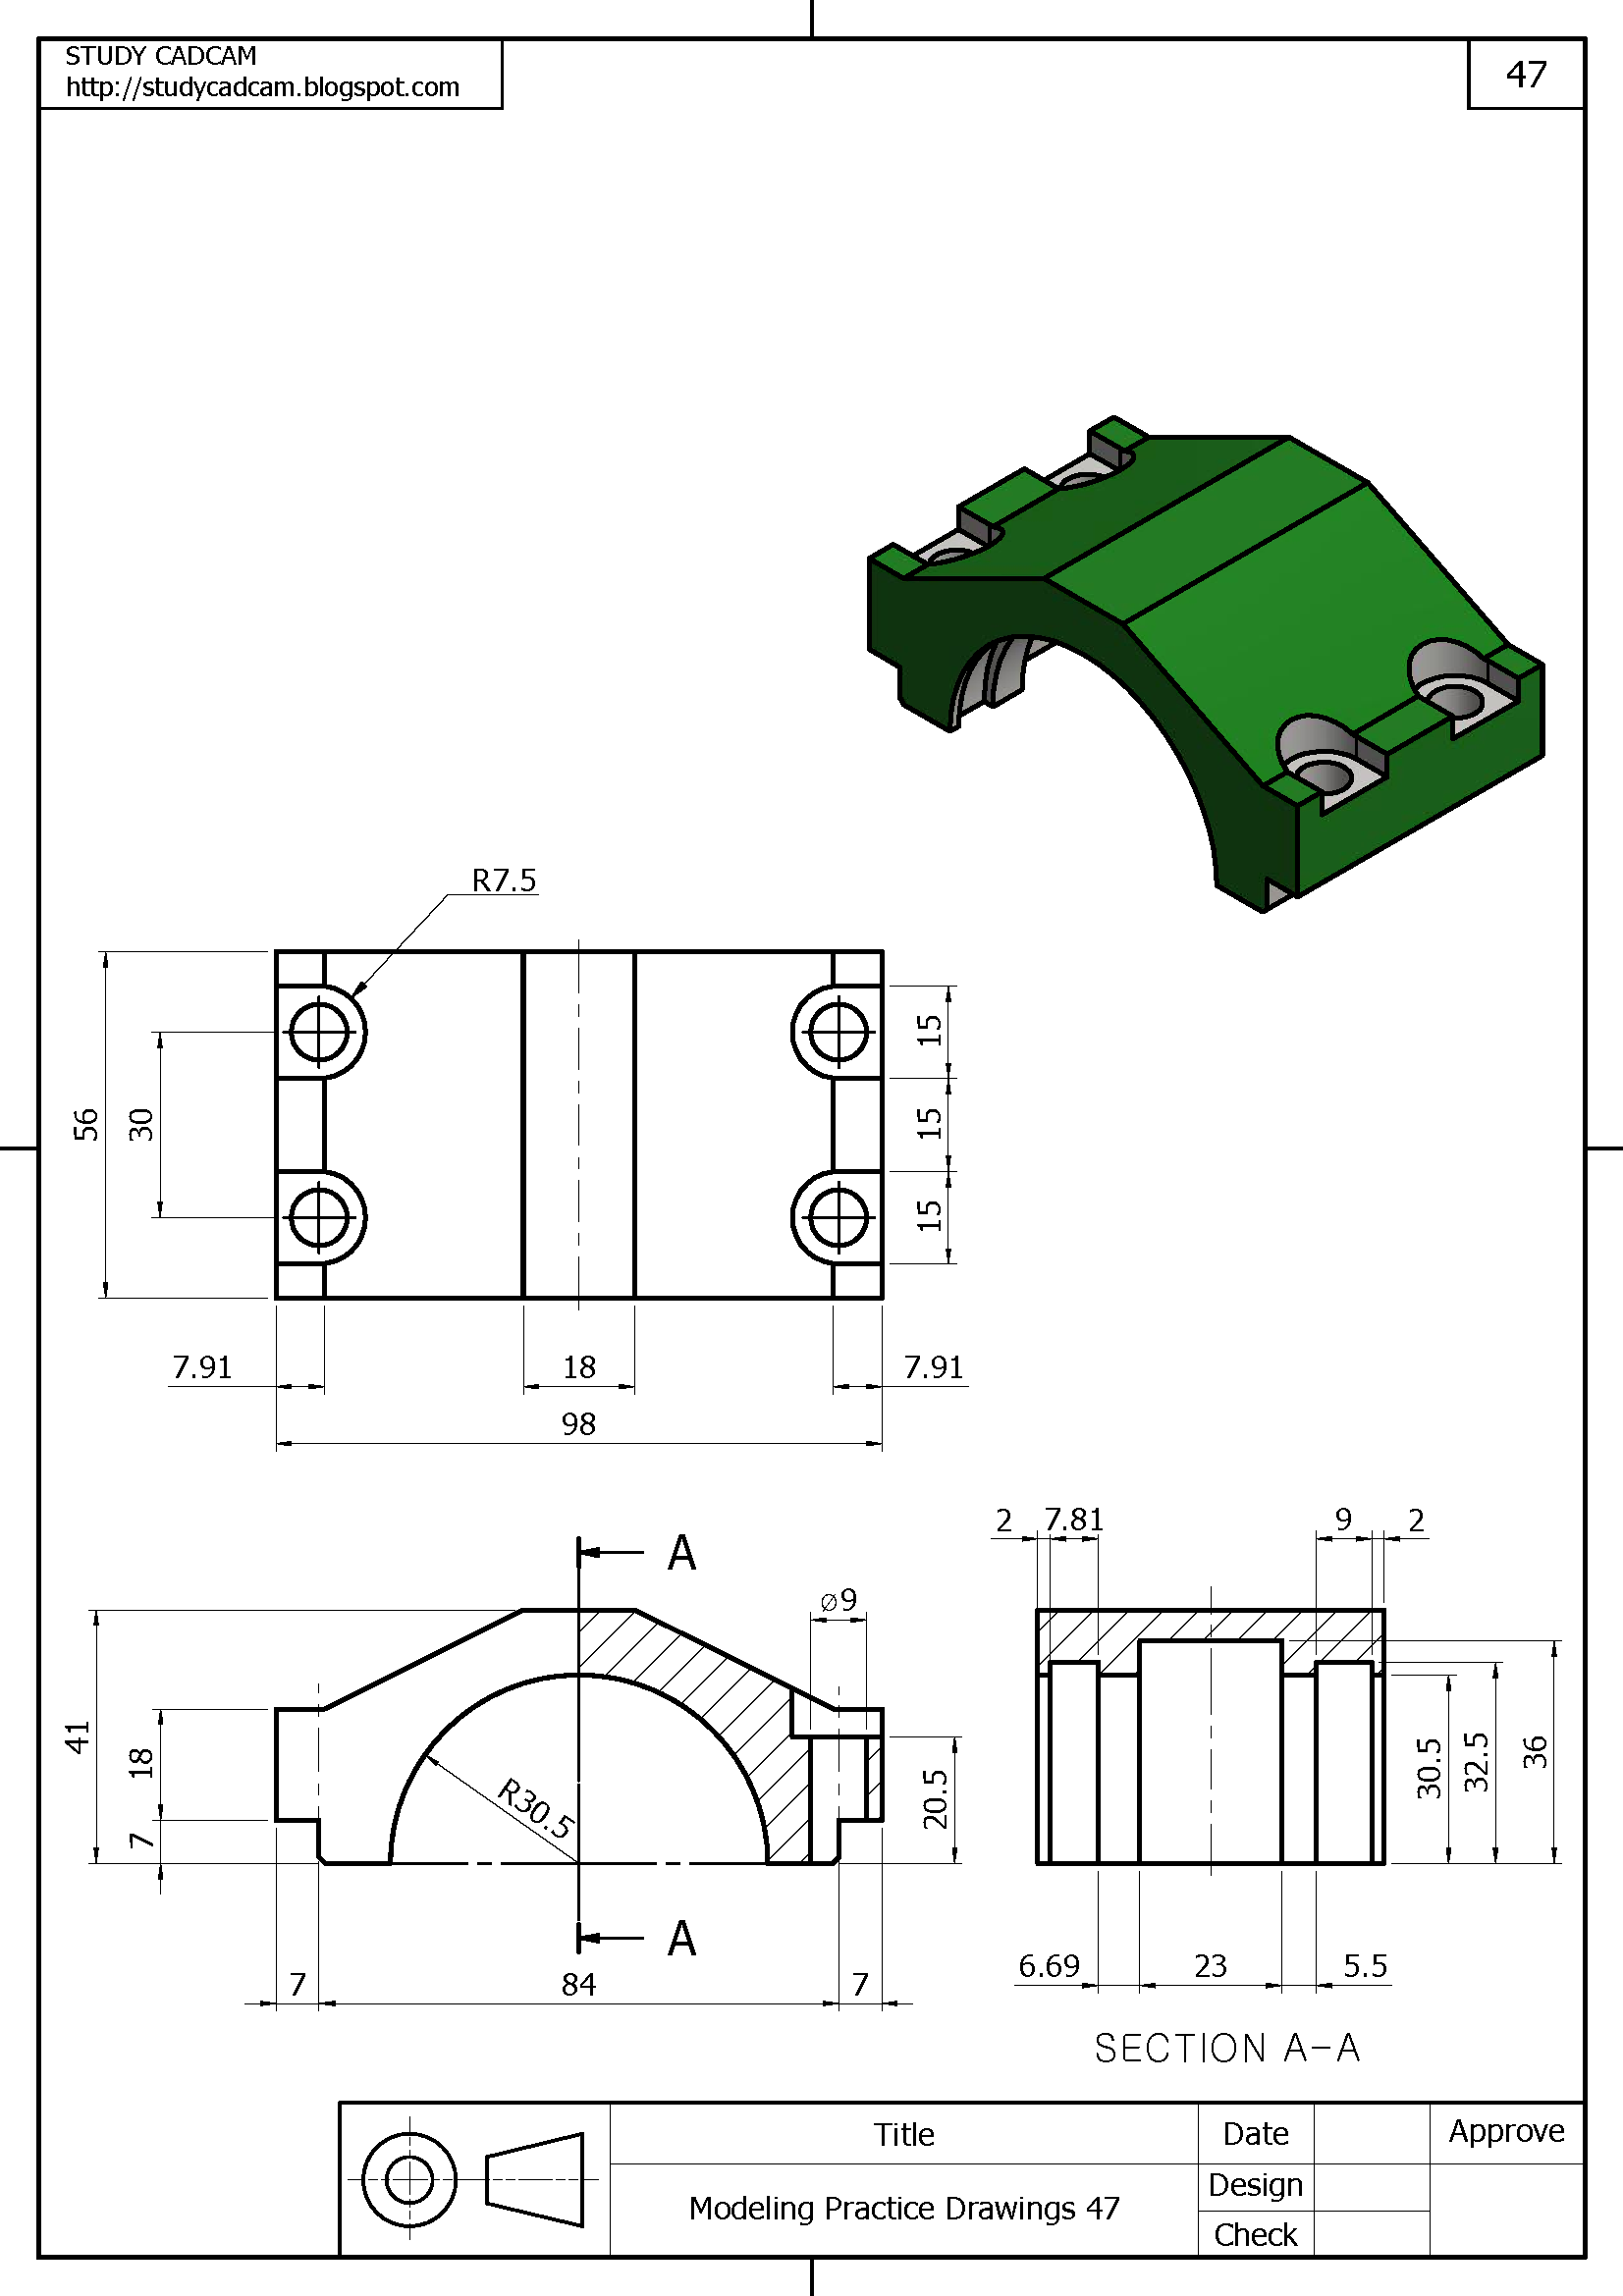 STUDY CADCAM
http://studycadcam.blogspot.com
47
R7.5
56
30
15
15
15
7.91
18
7.91
98
A
⌀9
41
18
7
R30.5
20.5
A
7
84
7
2
7.81
9
2
30.5
32.5
36
6.69
23
5.5
SECTION A-A
Title
Date
Approve
Modeling Practice Drawings 47
Design
Check